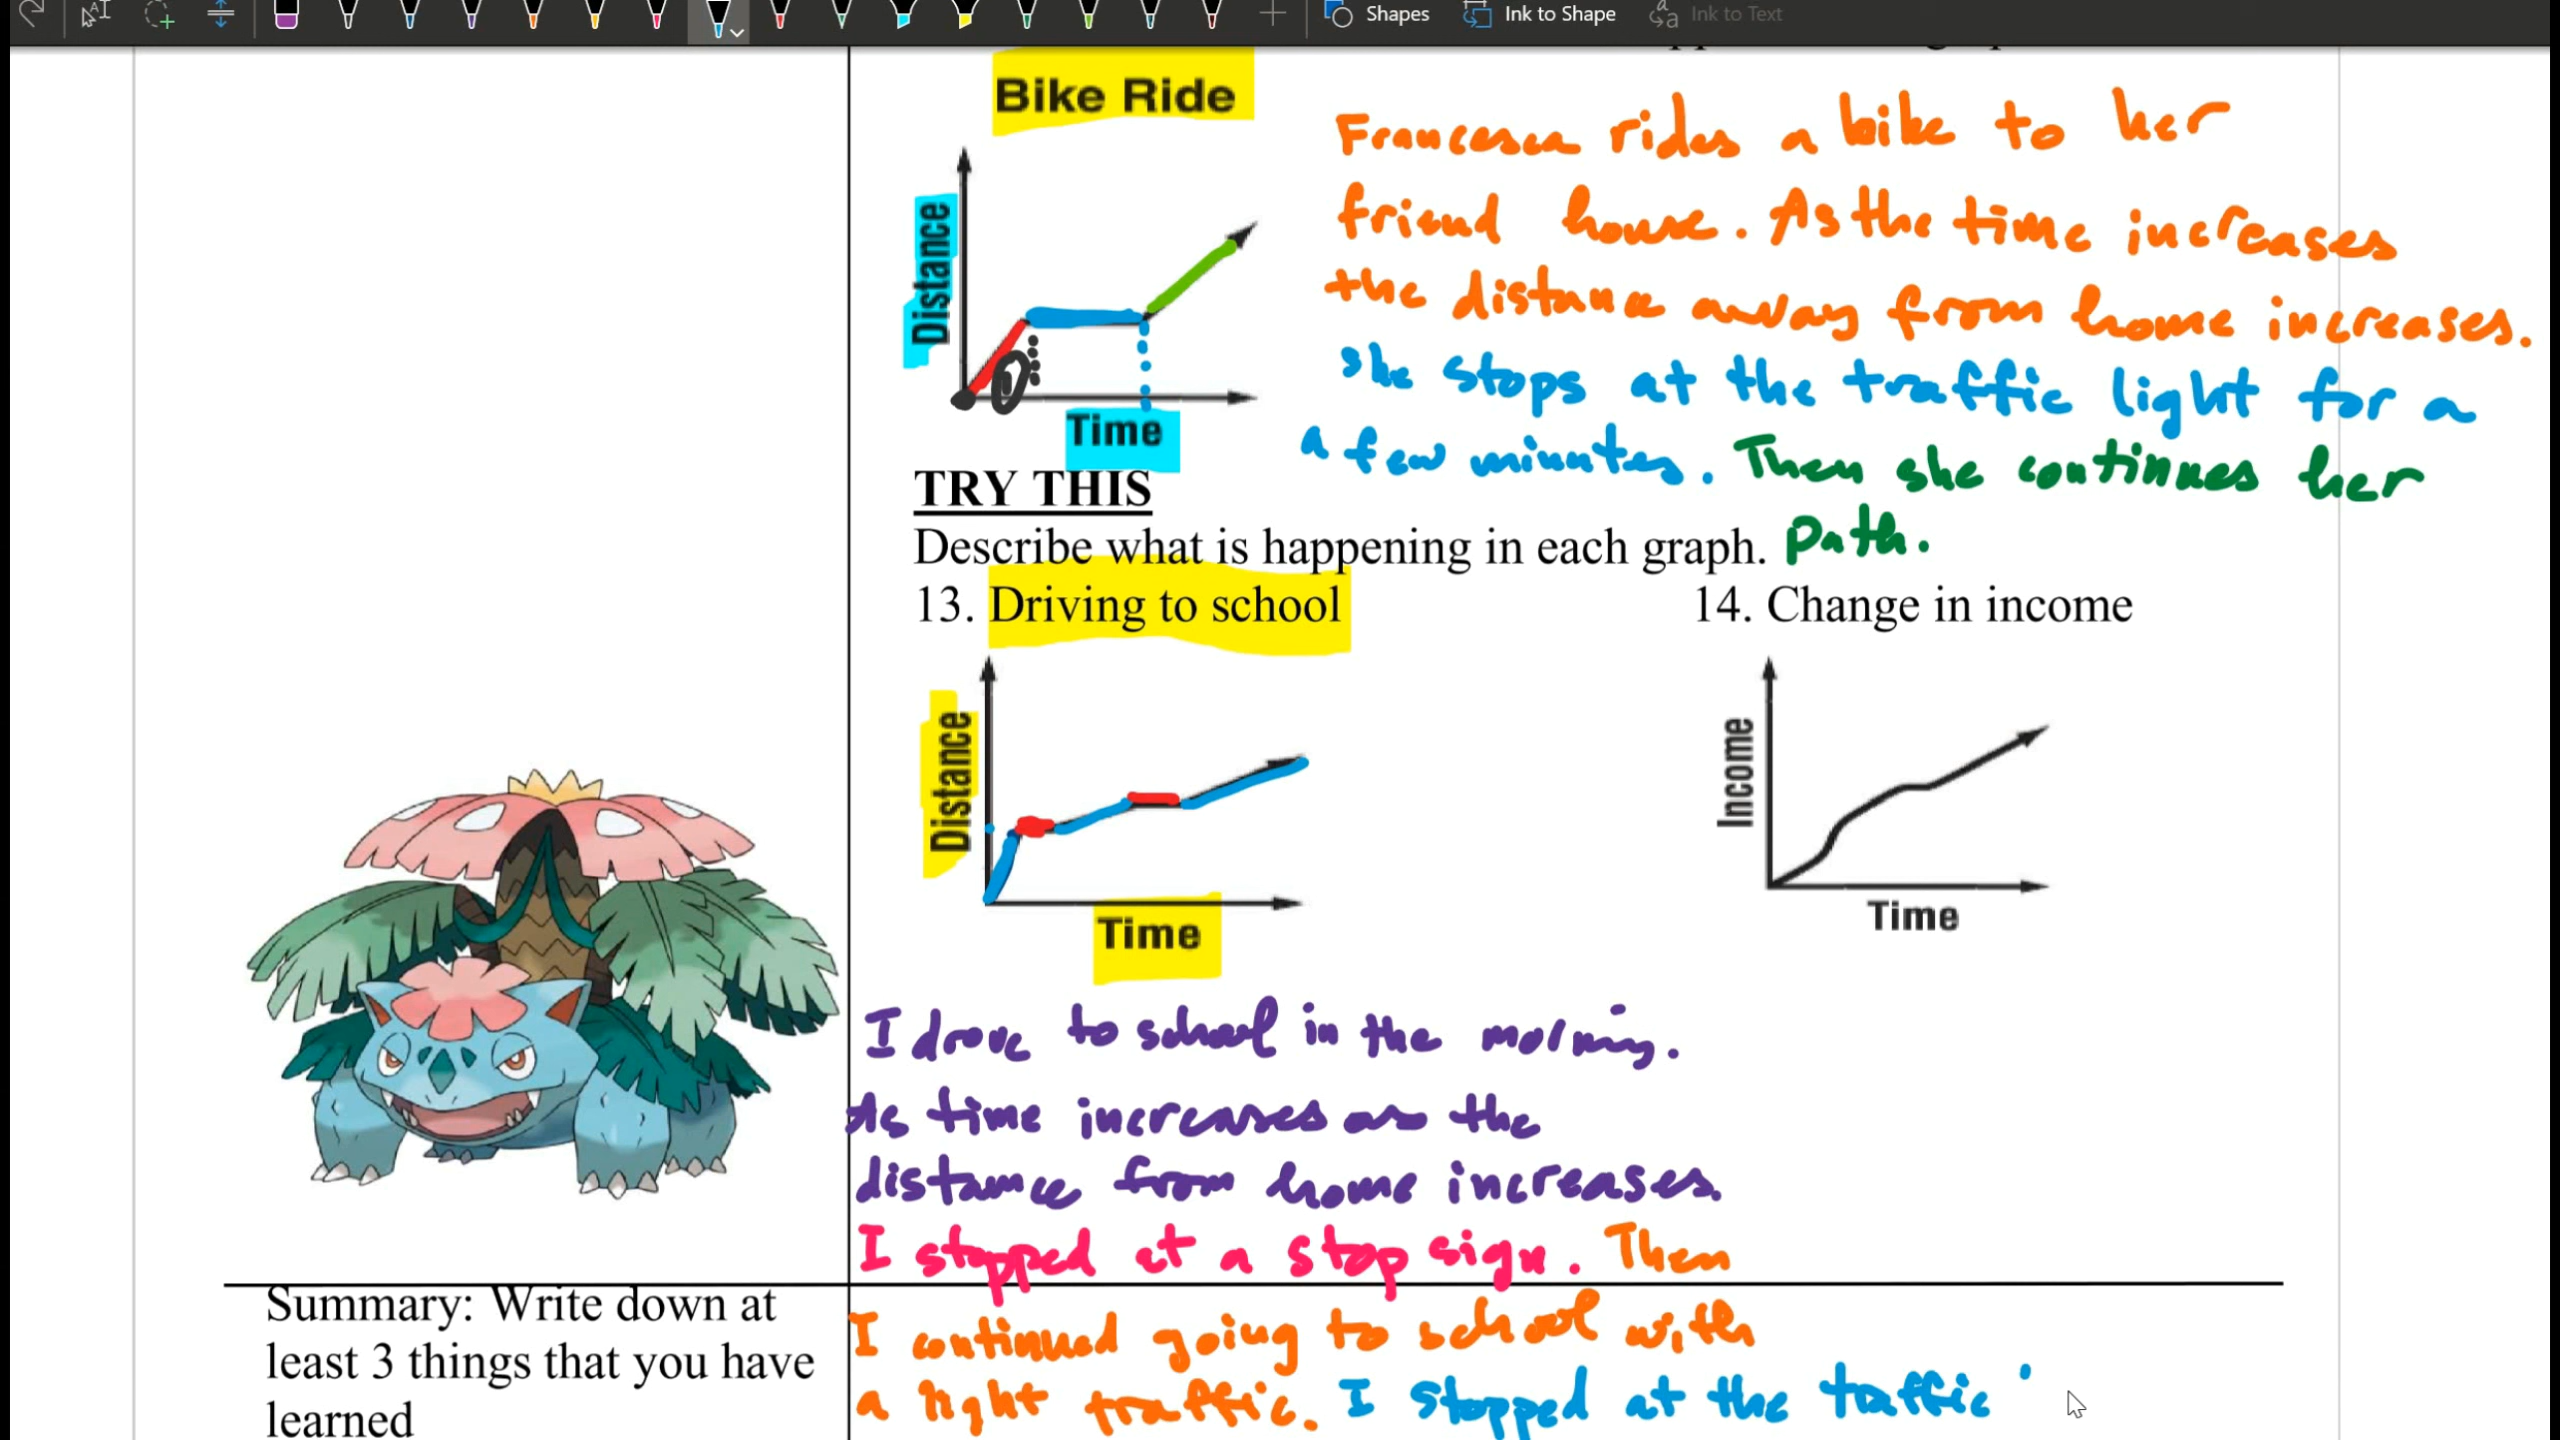 Shapes
Ink to Shape
Ink to Text
Bike Ride
Distance
Time
Francesca rides a bike to her
friend house. As the time increases
the distance away from home increases.
She stops at the traffic light for a
a few minutes. Then she continues her
path.
TRY THIS
Describe what is happening in each graph.
13. Driving to school
14. Change in income
Distance
Time
Income
Time
I drove to school in the morning.
As time increases as the
distance from home increases.
I stopped at a stop sign. Then
I continued going to school with
a light traffic. I stopped at the traffic
Summary: Write down at
least 3 things that you have
learned